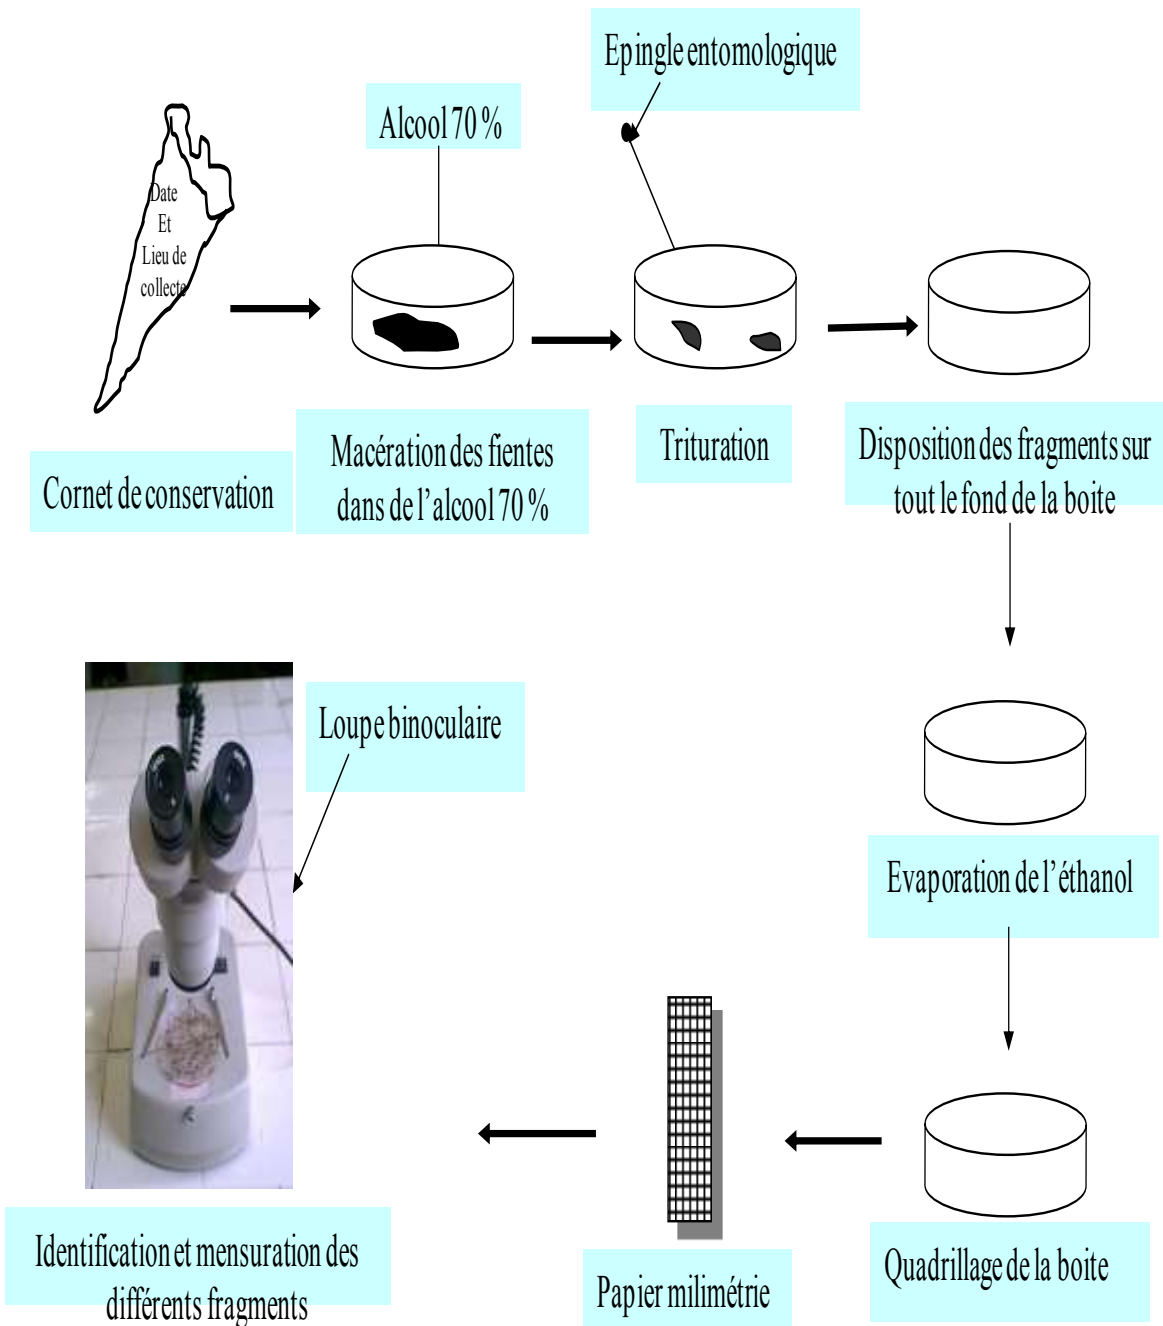 Epingle entomologique
Alcool 70 %
Date
Et
Lieu de
collecte
Cornet de conservation
Macération des fientes
dans de l’alcool 70 %
Trituration
Disposition des fragments sur
tout le fond de la boite
Loupe binoculaire
Evaporation de l’éthanol
Quadrillage de la boite
Papier milimétrie
Identification et mensuration des
différents fragments